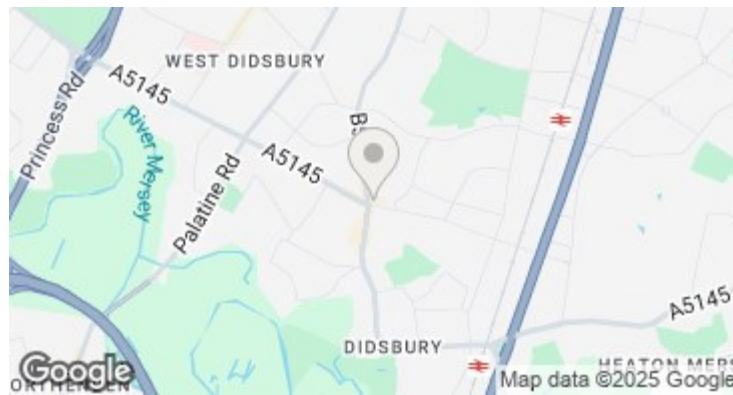 WEST DIDSBURY
A5145
Princess Rd
River Mersey
Palatine Rd
A5145
A5145
DIDSBURY
Google
Map data ©2025 Google